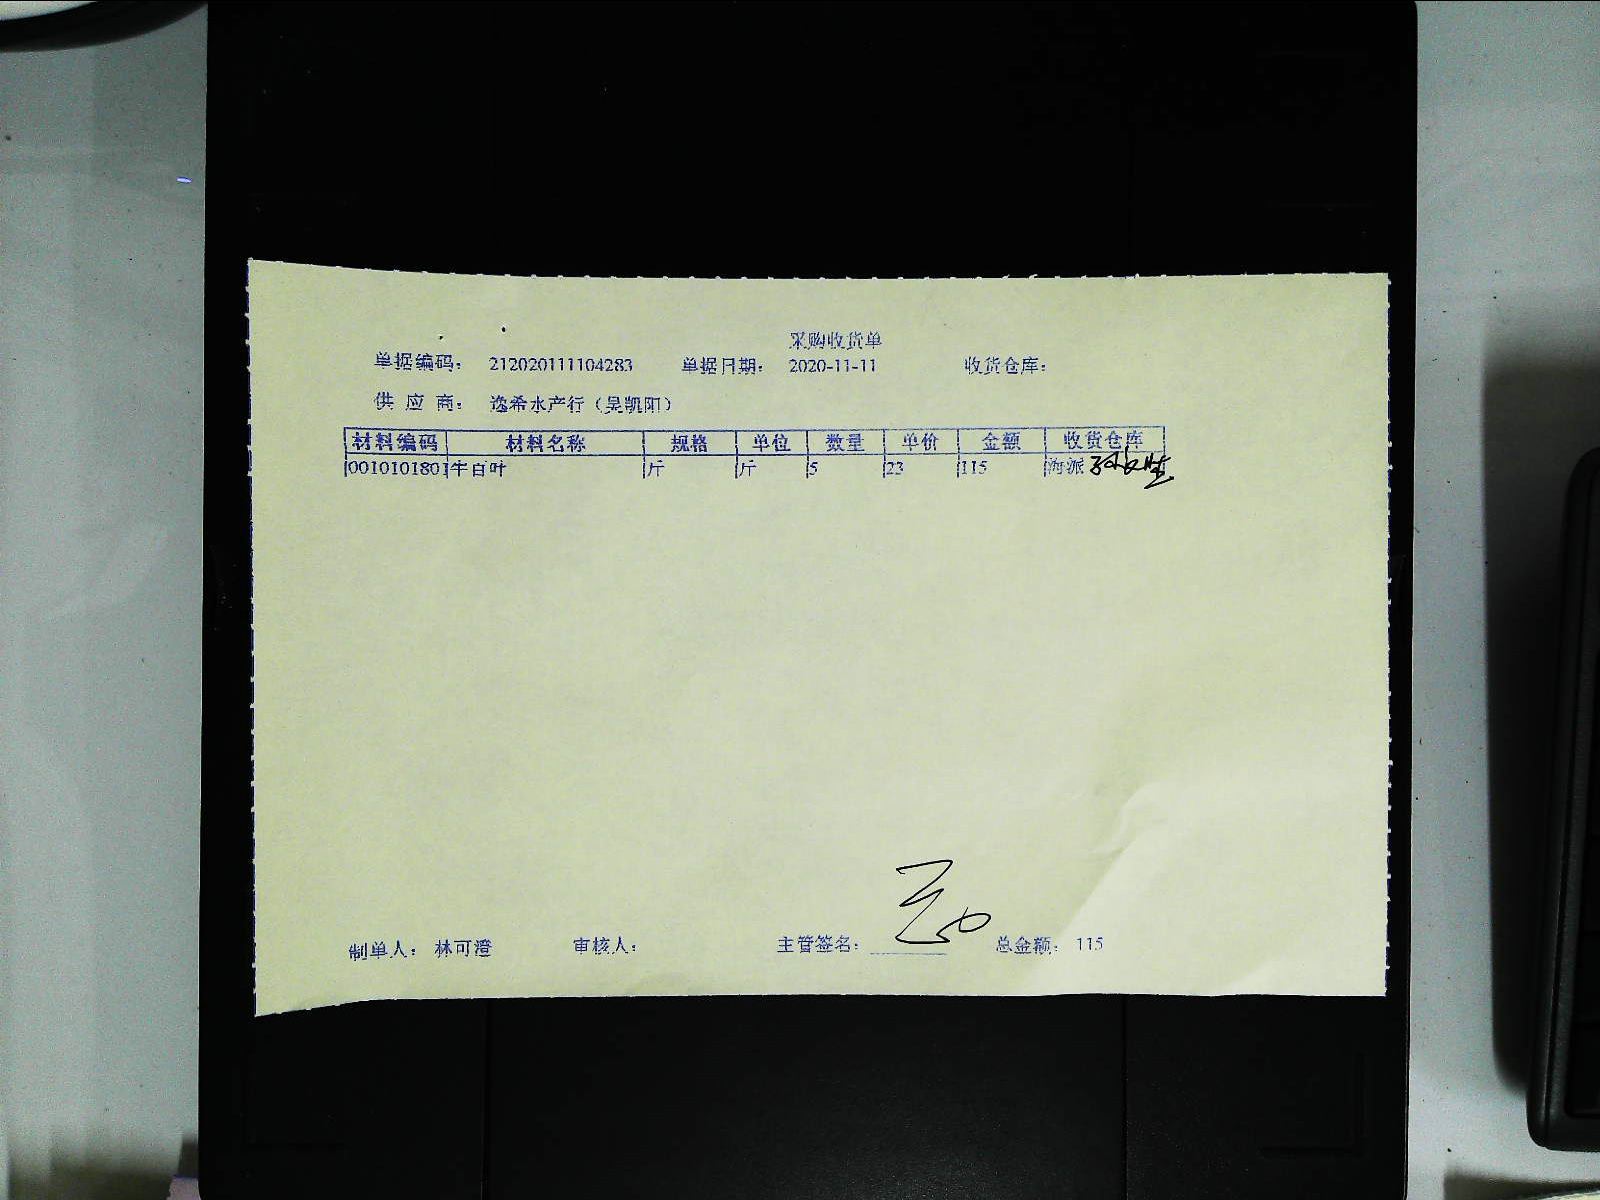 采购收货单
单据编码： 212020111104283 单据日期： 2020-11-11 收货仓库：
供 应 商： 逸希水产行（吴凯阳）
材料编码 材料名称 规格 单位 数量 单价 金额 收货仓库
0010101801 牛百叶 斤 斤 5 23 115 海派
制单人： 林可澄 审核人： 主管签名： 总金额： 115